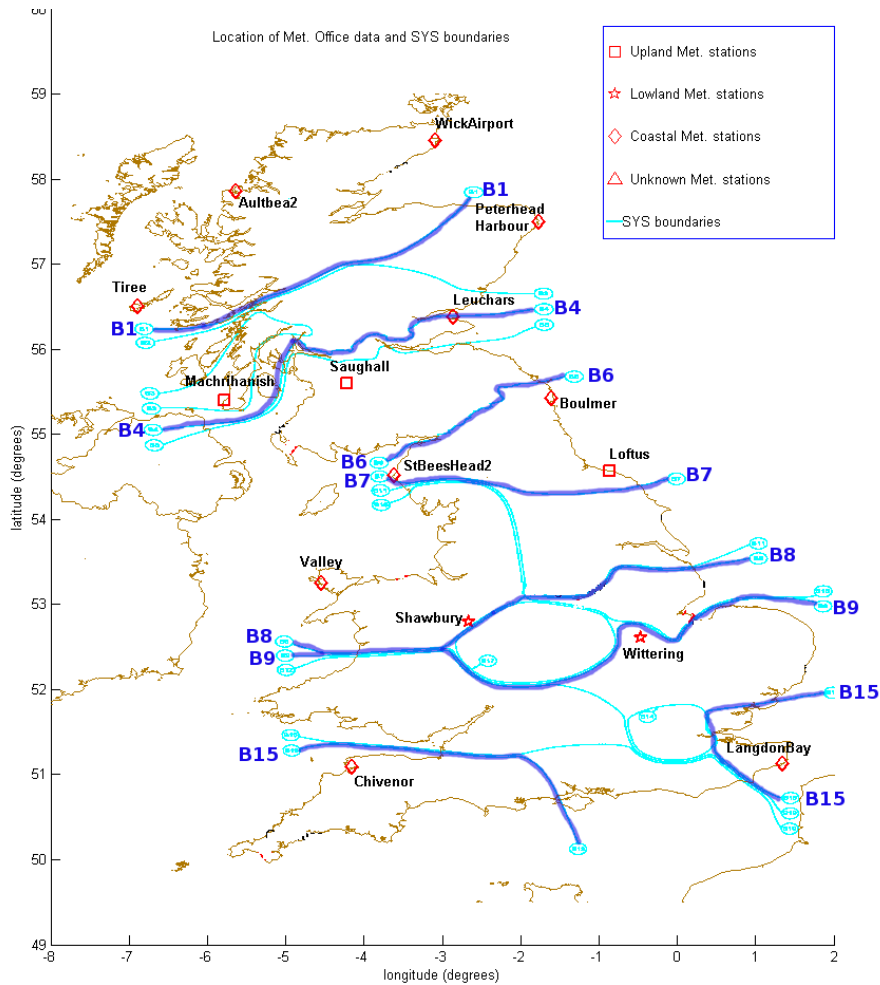 60
Location of Met. Office data and SYS boundaries
Upland Met. stations
Lowland Met. stations
Coastal Met. stations
Unknown Met. stations
SYS boundaries
59
WickAirport
58
Aultbea2
B1
Peterhead
Harbour
57
Tiree
Leuchars
B4
B1
56
Saughall
Machrihanish
B6
Boulmer
B4
55
B6
StBeesHead2
Loftus
B7
B7
54
Valley
B8
53
Shawbury
B9
B8
Wittering
B9
52
B15
B15
LangdonBay
51
Chivenor
B15
50
49
-8
-7
-6
-5
-4
-3
-2
-1
0
1
2
latitude (degrees)
longitude (degrees)